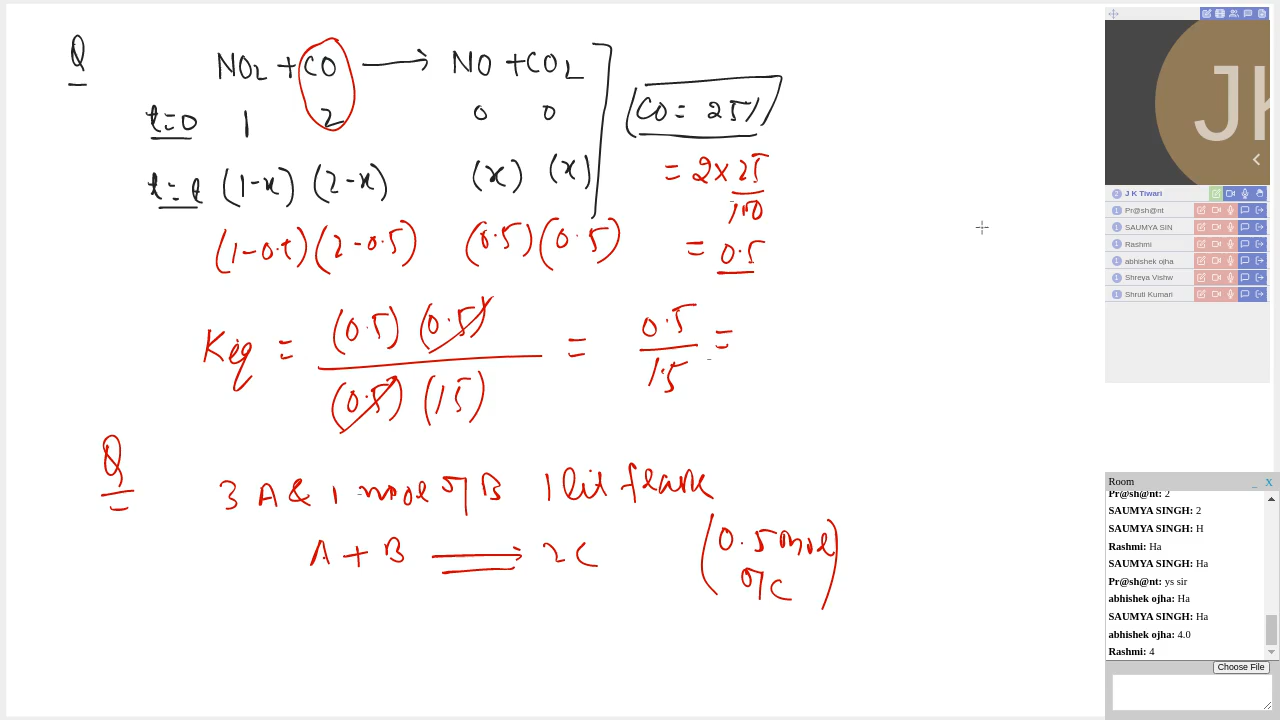 Q
NO2 + CO ⟶ NO + CO2
t=0 1 2 0 0
CO = 25%
t=t (1-x) (2-x) (x) (x)
= 2 × 25/100
(1-0.5) (2-0.5) (0.5) (0.5)
= 0.5
Keq = (0.5) (0.5) / (0.5) (1.5) = 0.5/1.5 =
Q
3 A & 1 mole of B 1 lit flask
A + B ⟶ 2C
(0.5 mol of C)
JK
J K Tiwari
Pr@sh@nt
SAUMYA SIN
Rashmi
abhishek ojha
Shreya Vishw
Shruti Kumari
Room _ X
Pr@sh@nt: 2
SAUMYA SINGH: 2
SAUMYA SINGH: H
Rashmi: Ha
SAUMYA SINGH: Ha
Pr@sh@nt: ys sir
abhishek ojha: Ha
SAUMYA SINGH: Ha
abhishek ojha: 4.0
Rashmi: 4
Choose File